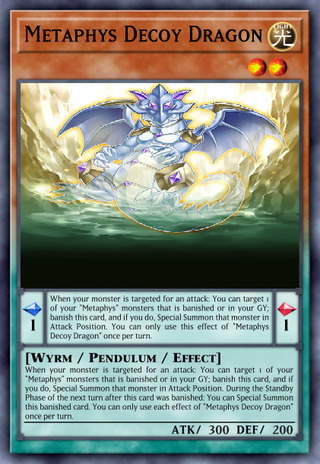 Metaphys Decoy Dragon
LIGHT
光
When your monster is targeted for an attack: You can target 1
of your "Metaphys" monsters that is banished or in your GY;
banish this card, and if you do, Special Summon that monster in
Attack Position. You can only use this effect of "Metaphys
Decoy Dragon" once per turn.
1
1
[Wyrm / Pendulum / Effect]
When your monster is targeted for an attack: You can target 1 of your
"Metaphys" monsters that is banished or in your GY; banish this card, and if
you do, Special Summon that monster in Attack Position. During the Standby
Phase of the next turn after this card was banished: You can Special Summon
this banished card. You can only use each effect of "Metaphys Decoy Dragon"
once per turn.
ATK/ 300 DEF/ 200